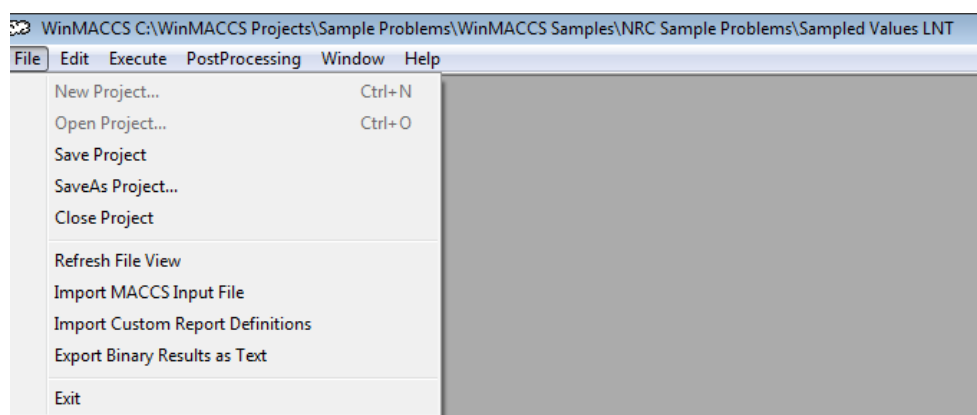 WinMACCS C:\WinMACCS Projects\Sample Problems\WinMACCS Samples\NRC Sample Problems\Sampled Values LNT
File Edit Execute PostProcessing Window Help
New Project... Ctrl+N
Open Project... Ctrl+O
Save Project
SaveAs Project...
Close Project
Refresh File View
Import MACCS Input File
Import Custom Report Definitions
Export Binary Results as Text
Exit